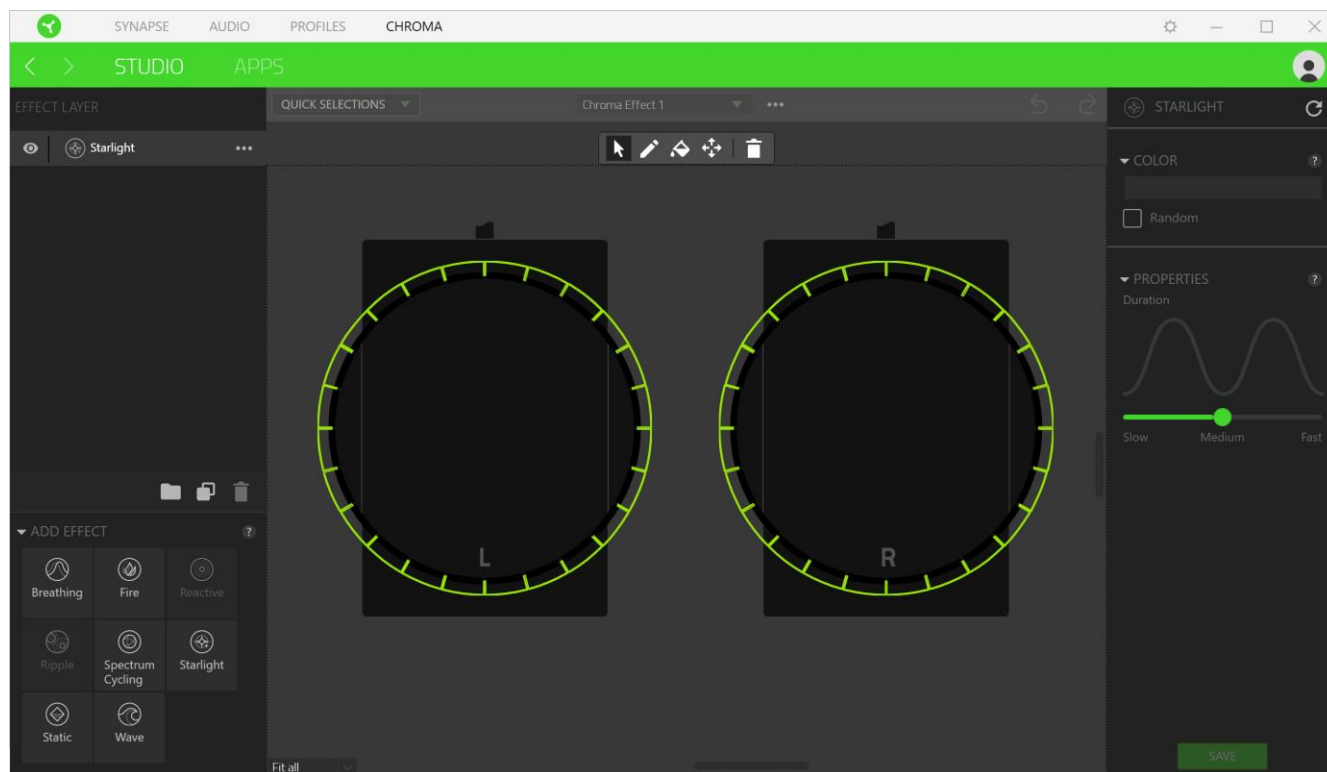 SYNAPSE AUDIO PROFILES CHROMA
STUDIO APPS
EFFECT LAYER
Starlight
QUICK SELECTIONS
Chroma Effect 1
STARLIGHT
COLOR ?
Random
PROPERTIES ?
Duration
Slow Medium Fast
L
R
ADD EFFECT ?
Breathing
Fire
Reactive
Ripple
Spectrum
Cycling
Starlight
Static
Wave
Fit all
SAVE